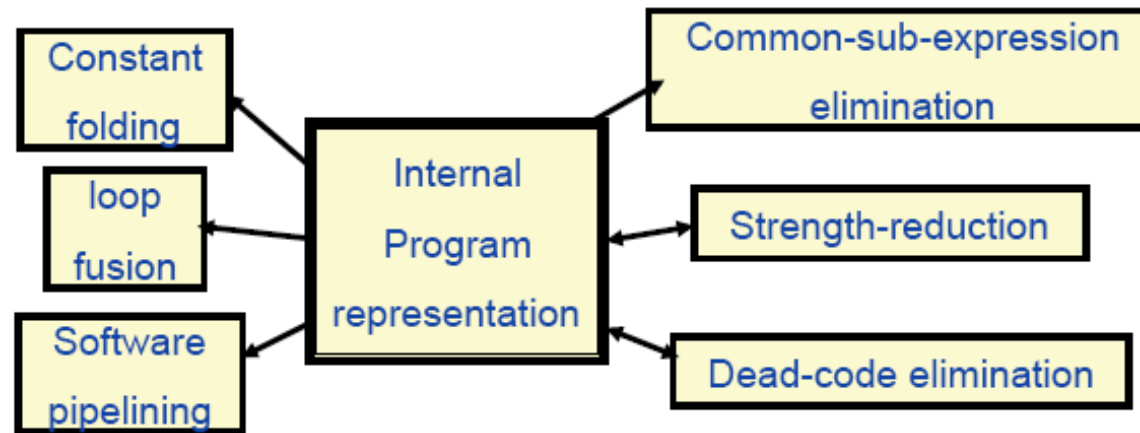 Constant
folding
loop
fusion
Software
pipelining
Internal
Program
representation
Common-sub-expression
elimination
Strength-reduction
Dead-code elimination